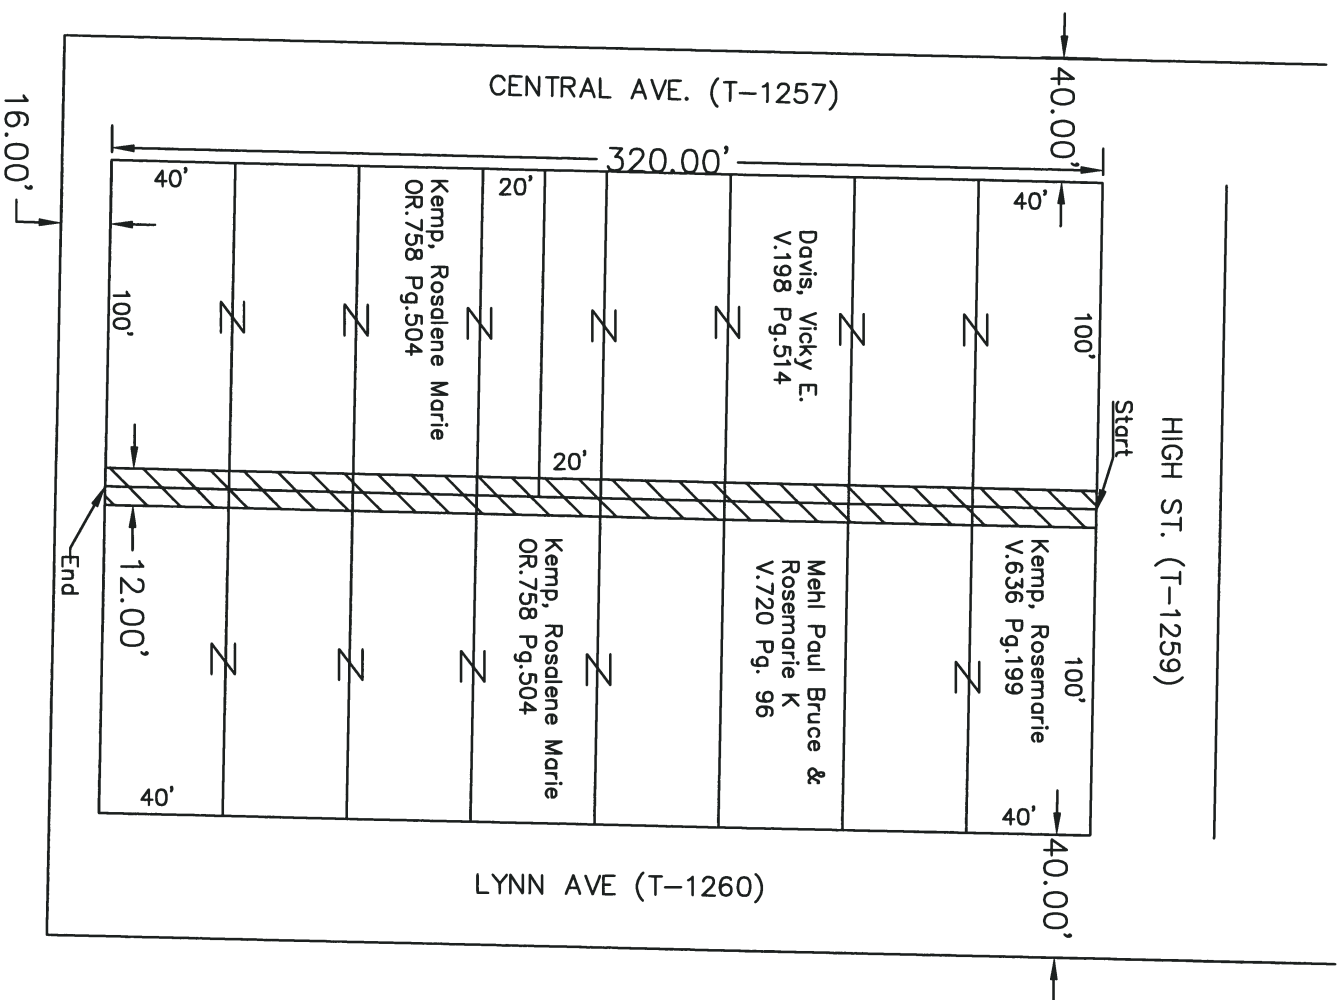 40.00'
CENTRAL AVE. (T-1257)
16.00'
320.00'
40'
20'
40'
Kemp, Rosalene Marie
OR.758 Pg.504
Davis, Vicky E.
V.198 Pg.514
100'
100'
Start
HIGH ST. (T-1259)
20'
End
12.00'
Kemp, Rosalene Marie
OR.758 Pg.504
Mehl Paul Bruce &
Rosemarie K
V.720 Pg. 96
Kemp, Rosemarie
V.636 Pg.199
100'
40'
40'
40.00'
LYNN AVE (T-1260)